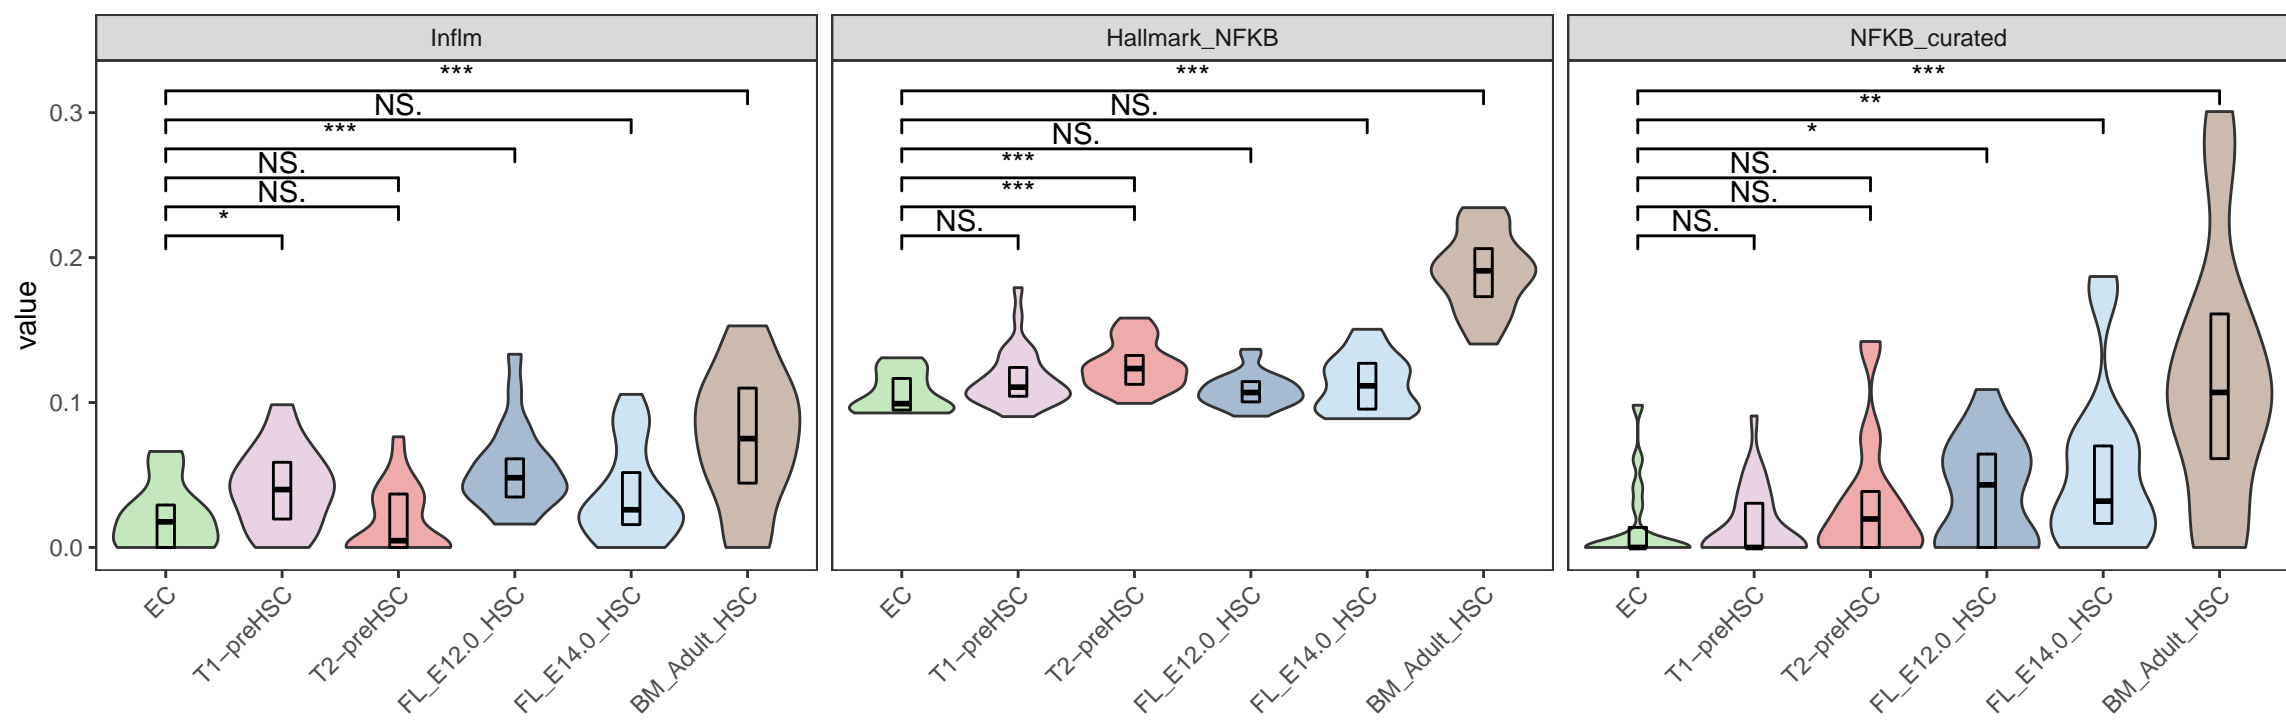 Inflm
Hallmark_NFKB
NFKB_curated
value
0.3
0.2
0.1
0.0
***
NS.
***
NS.
NS.
*
***
NS.
NS.
***
***
NS.
***
**
*
NS.
NS.
NS.
EC
T1−preHSC
T2−preHSC
FL_E12.0_HSC
FL_E14.0_HSC
BM_Adult_HSC
EC
T1−preHSC
T2−preHSC
FL_E12.0_HSC
FL_E14.0_HSC
BM_Adult_HSC
EC
T1−preHSC
T2−preHSC
FL_E12.0_HSC
FL_E14.0_HSC
BM_Adult_HSC